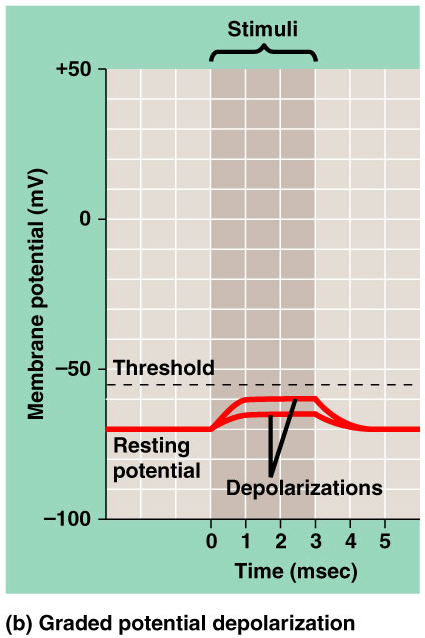 Stimuli
+50
0
−50
−100
Membrane potential (mV)
Threshold
Resting
potential
Depolarizations
0 1 2 3 4 5
Time (msec)
(b) Graded potential depolarization